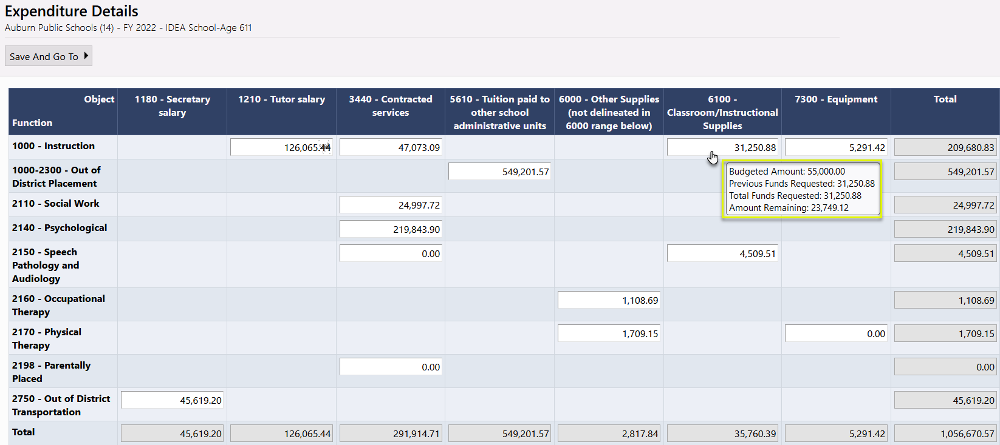 Expenditure Details
Auburn Public Schools (14) - FY 2022 - IDEA School-Age 611
Save And Go To
Object
Function
1180 - Secretary
salary
1210 - Tutor salary
3440 - Contracted
services
5610 - Tuition paid to
other school
administrative units
6000 - Other Supplies
(not delineated in
6000 range below)
6100 -
Classroom/Instructional
Supplies
7300 - Equipment
Total
1000 - Instruction
126,065.44
47,073.09
31,250.88
5,291.42
209,680.83
1000-2300 - Out of
District Placement
549,201.57
549,201.57
Budgeted Amount: 55,000.00
Previous Funds Requested: 31,250.88
Total Funds Requested: 31,250.88
Amount Remaining: 23,749.12
2110 - Social Work
24,997.72
24,997.72
2140 - Psychological
219,843.90
219,843.90
2150 - Speech
Pathology and
Audiology
0.00
4,509.51
4,509.51
2160 - Occupational
Therapy
1,108.69
1,108.69
2170 - Physical
Therapy
1,709.15
0.00
1,709.15
2198 - Parentally
Placed
0.00
0.00
2750 - Out of District
Transportation
45,619.20
45,619.20
Total
45,619.20
126,065.44
291,914.71
549,201.57
2,817.84
35,760.39
5,291.42
1,056,670.57